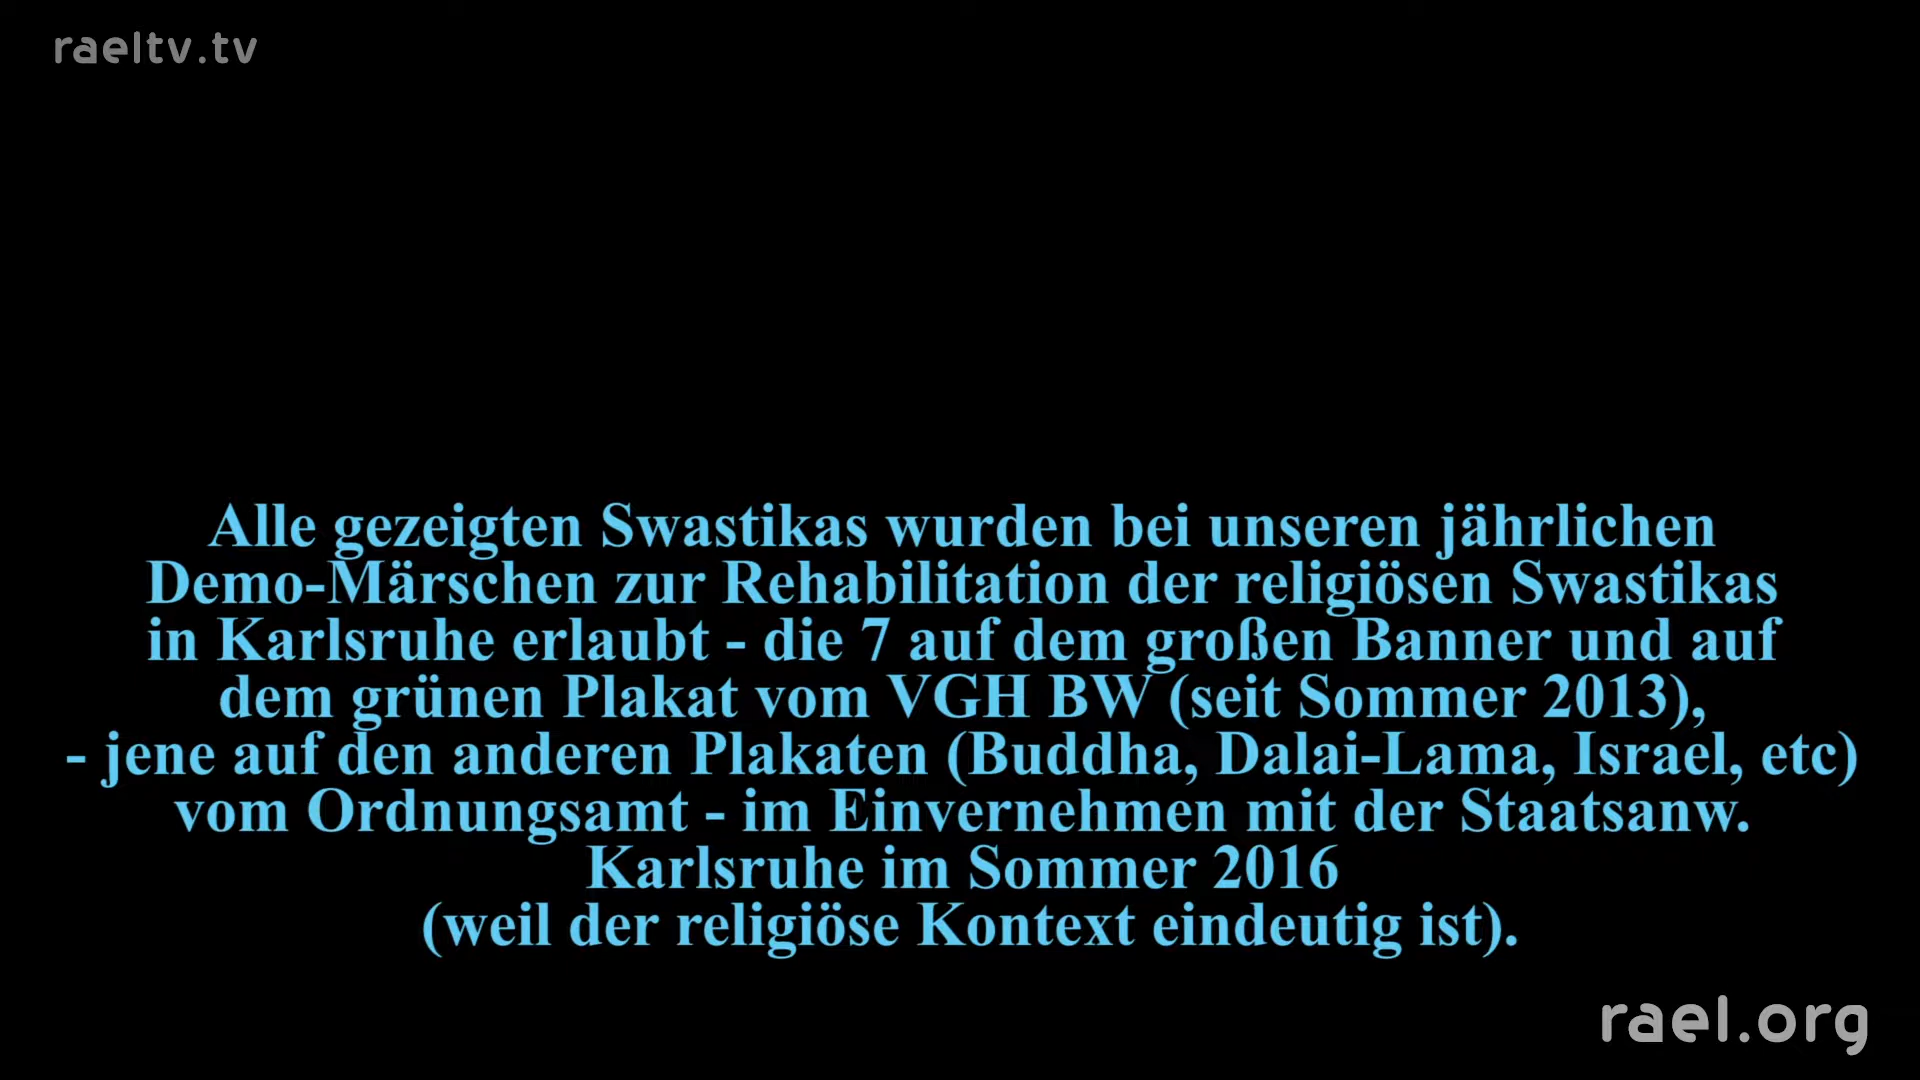 raeltv.tv
Alle gezeigten Swastikas wurden bei unseren jährlichen
Demo-Märschen zur Rehabilitation der religiösen Swastikas
in Karlsruhe erlaubt - die 7 auf dem großen Banner und auf
dem grünen Plakat vom VGH BW (seit Sommer 2013),
- jene auf den anderen Plakaten (Buddha, Dalai-Lama, Israel, etc)
vom Ordnungsamt - im Einvernehmen mit der Staatsanw.
Karlsruhe im Sommer 2016
(weil der religiöse Kontext eindeutig ist).
rael.org